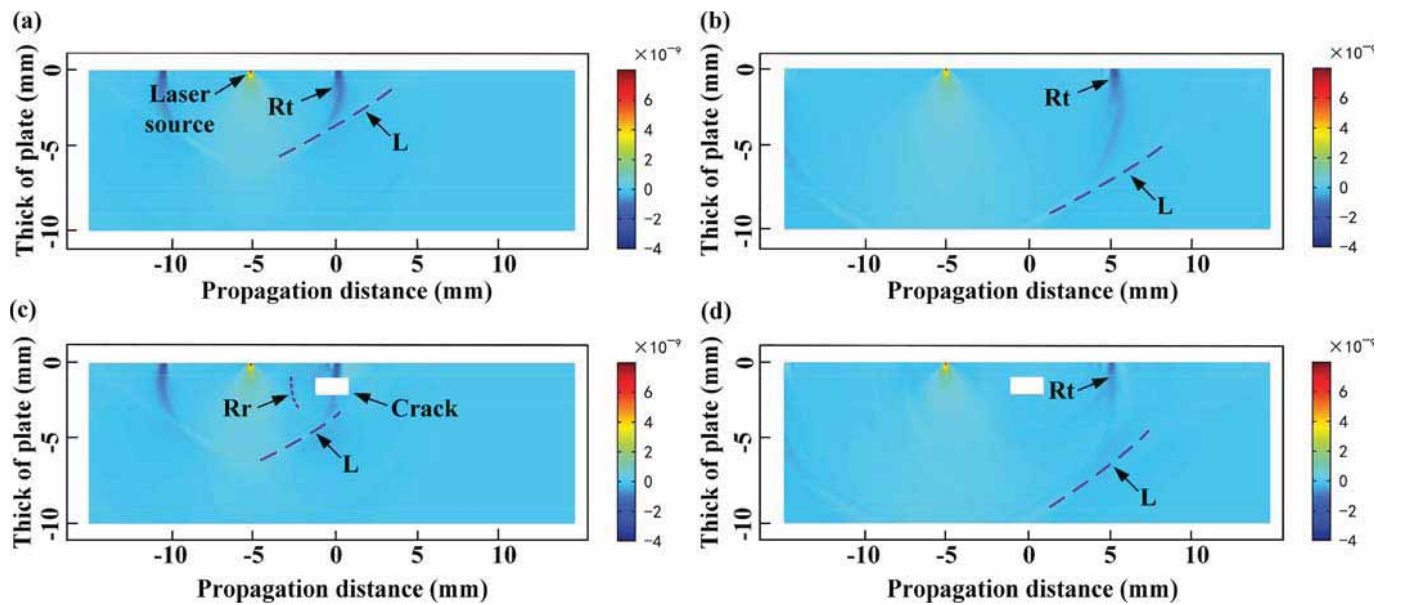 (a)
×10⁻⁹
Thick of plate (mm)
0
-5
-10
Laser
source
Rt
L
6
4
2
0
-2
-4
-10
-5
0
5
10
Propagation distance (mm)
(b)
×10⁻⁹
Thick of plate (mm)
0
-5
-10
Rt
L
6
4
2
0
-2
-4
-10
-5
0
5
10
Propagation distance (mm)
(c)
×10⁻⁹
Thick of plate (mm)
0
-5
-10
Rr
Crack
L
6
4
2
0
-2
-4
-10
-5
0
5
10
Propagation distance (mm)
(d)
×10⁻⁹
Thick of plate (mm)
0
-5
-10
Rt
L
6
4
2
0
-2
-4
-10
-5
0
5
10
Propagation distance (mm)